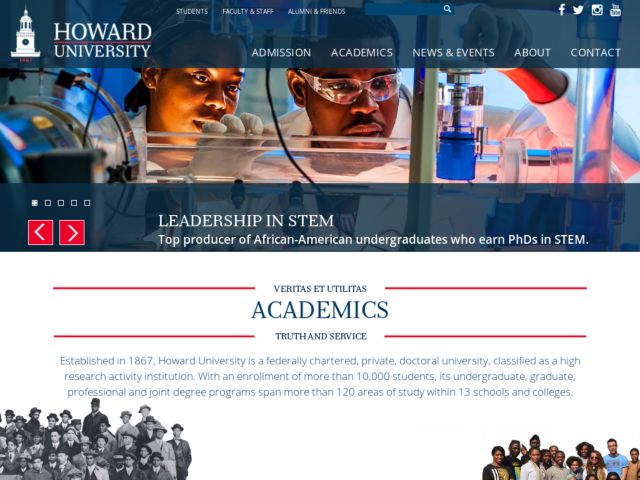 STUDENTS FACULTY & STAFF ALUMNI & FRIENDS
HOWARD
UNIVERSITY
1867
ADMISSION ACADEMICS NEWS & EVENTS ABOUT CONTACT
LEADERSHIP IN STEM
Top producer of African-American undergraduates who earn PhDs in STEM.
VERITAS ET UTILITAS
ACADEMICS
TRUTH AND SERVICE
Established in 1867, Howard University is a federally chartered, private, doctoral university, classified as a high
research activity institution. With an enrollment of more than 10,000 students, its undergraduate, graduate,
professional and joint degree programs span more than 120 areas of study within 13 schools and colleges.